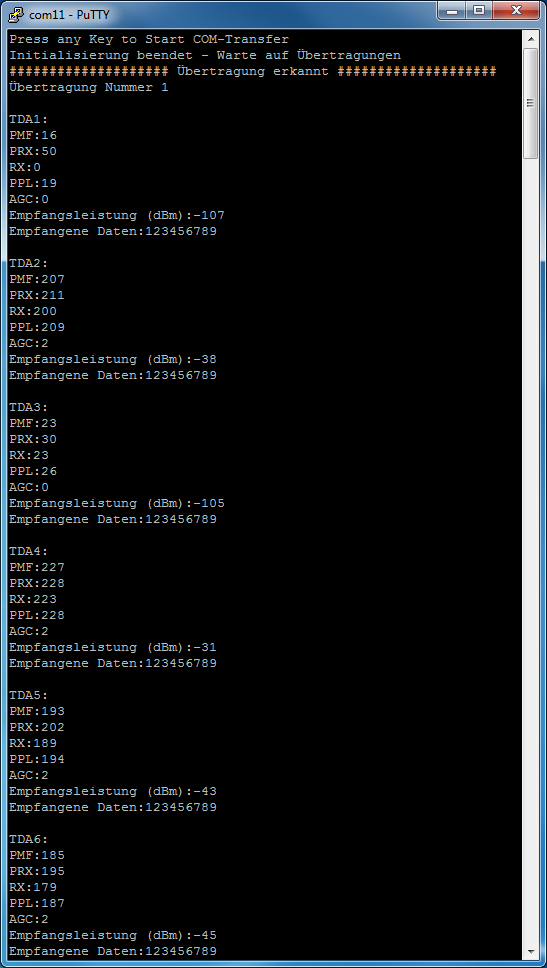 com11 - PuTTY
Press any Key to Start COM-Transfer
Initialisierung beendet - Warte auf Übertragungen
#################### Übertragung erkannt ####################
Übertragung Nummer 1
TDA1:
PMF:16
PRX:50
RX:0
PPL:19
AGC:0
Empfangsleistung (dBm):-107
Empfangene Daten:123456789
TDA2:
PMF:207
PRX:211
RX:200
PPL:209
AGC:2
Empfangsleistung (dBm):-38
Empfangene Daten:123456789
TDA3:
PMF:23
PRX:30
RX:23
PPL:26
AGC:0
Empfangsleistung (dBm):-105
Empfangene Daten:123456789
TDA4:
PMF:227
PRX:228
RX:223
PPL:228
AGC:2
Empfangsleistung (dBm):-31
Empfangene Daten:123456789
TDA5:
PMF:193
PRX:202
RX:189
PPL:194
AGC:2
Empfangsleistung (dBm):-43
Empfangene Daten:123456789
TDA6:
PMF:185
PRX:195
RX:179
PPL:187
AGC:2
Empfangsleistung (dBm):-45
Empfangene Daten:123456789